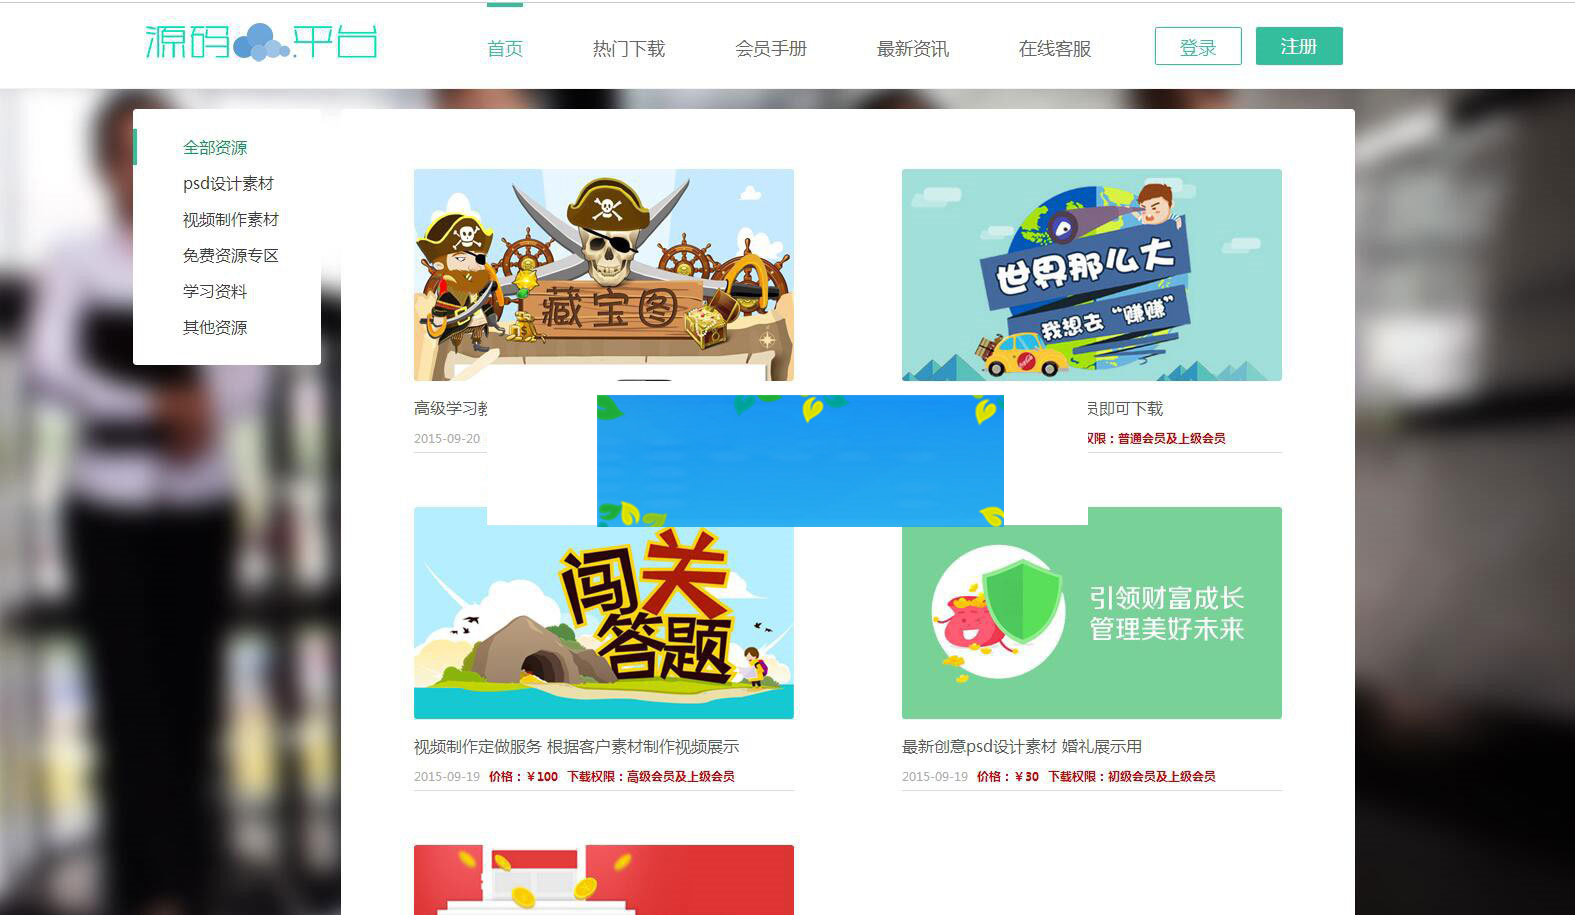 源码.平台
首页
热门下载
会员手册
最新资讯
在线客服
登录
注册
全部资源
psd设计素材
视频制作素材
免费资源专区
学习资料
其他资源
藏宝图
世界那么大
我想去“赚赚”
高级学习教
2015-09-20
员即可下载
权限：普通会员及上级会员
闯关
答题
引领财富成长
管理美好未来
视频制作定做服务 根据客户素材制作视频展示
2015-09-19 价格：￥100 下载权限：高级会员及上级会员
最新创意psd设计素材 婚礼展示用
2015-09-19 价格：￥30 下载权限：初级会员及上级会员